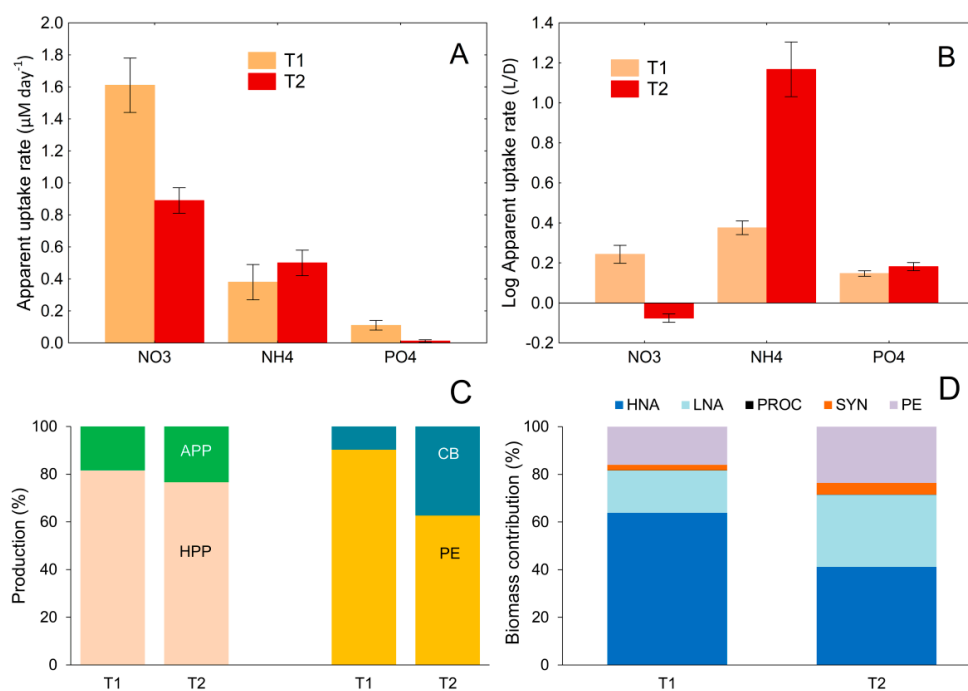 A
T1
T2
Apparent uptake rate (µM day⁻¹)
2.0
1.8
1.6
1.4
1.2
1.0
0.8
0.6
0.4
0.2
0.0
NO3 NH4 PO4
B
T1
T2
Log Apparent uptake rate (L/D)
1.4
1.2
1.0
0.8
0.6
0.4
0.2
0.0
-0.2
NO3 NH4 PO4
C
Production (%)
100
80
60
40
20
0
APP
HPP
CB
PE
T1 T2 T1 T2
D
HNA LNA PROC SYN PE
Biomass contribution (%)
100
80
60
40
20
0
T1 T2